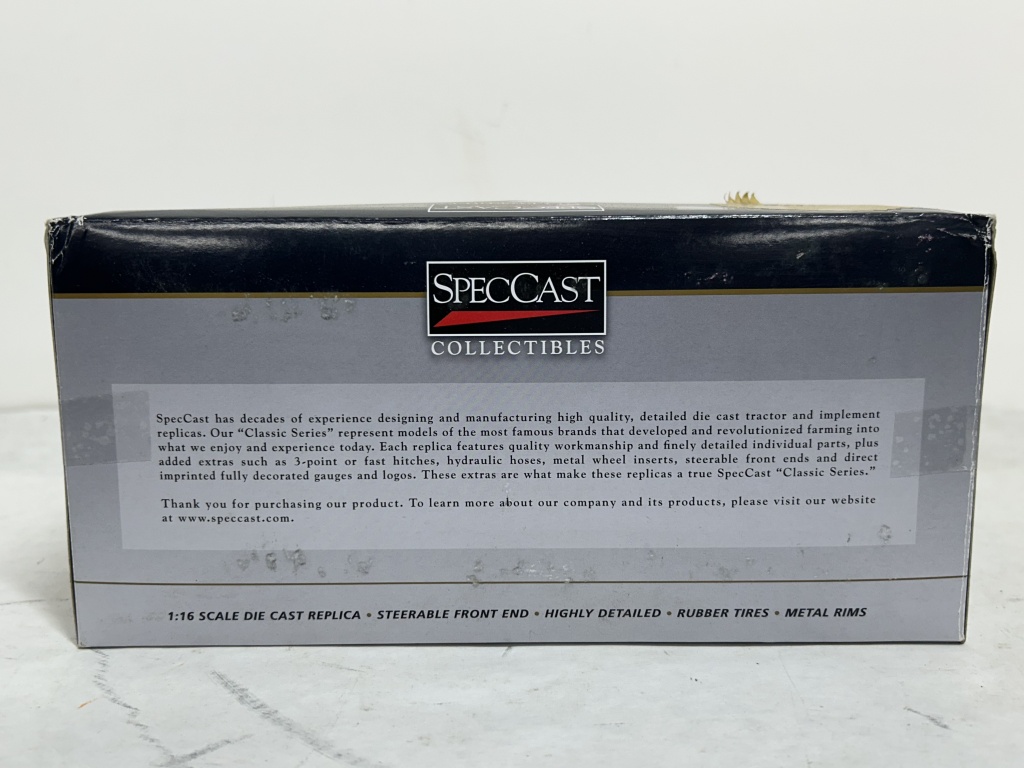 SPECCAST
COLLECTIBLES
SpecCast has decades of experience designing and manufacturing high quality, detailed die cast tractor and implement
replicas. Our “Classic Series” represent models of the most famous brands that developed and revolutionized farming into
what we enjoy and experience today. Each replica features quality workmanship and finely detailed individual parts, plus
added extras such as 3-point or fast hitches, hydraulic hoses, metal wheel inserts, steerable front ends and direct
imprinted fully decorated gauges and logos. These extras are what make these replicas a true SpecCast “Classic Series.”
Thank you for purchasing our product. To learn more about our company and its products, please visit our website
at www.speccast.com.
1:16 SCALE DIE CAST REPLICA • STEERABLE FRONT END • HIGHLY DETAILED • RUBBER TIRES • METAL RIMS